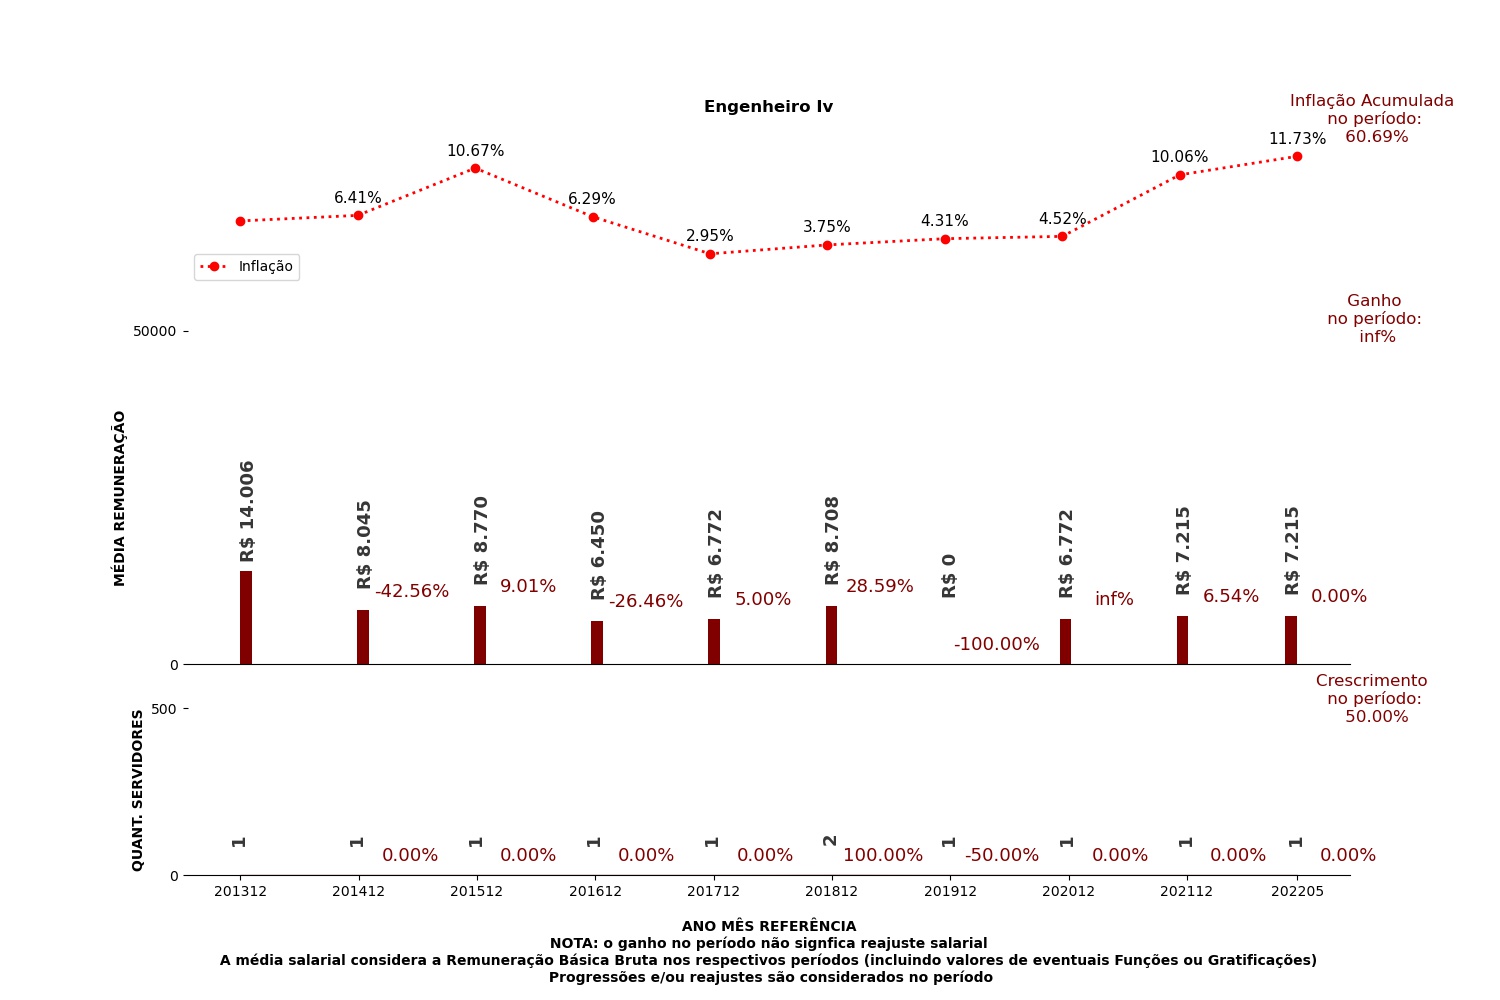 Engenheiro Iv
Inflação Acumulada
no período:
60.69%
6.41%
10.67%
6.29%
2.95%
3.75%
4.31%
4.52%
10.06%
11.73%
Inflação
Ganho
no período:
inf%
50000
0
MÉDIA REMUNERAÇÃO
R$ 14.006
R$ 8.045
R$ 8.770
R$ 6.450
R$ 6.772
R$ 8.708
R$ 0
R$ 6.772
R$ 7.215
R$ 7.215
-42.56%
9.01%
-26.46%
5.00%
28.59%
-100.00%
inf%
6.54%
0.00%
Crescrimento
no período:
50.00%
500
0
QUANT. SERVIDORES
1
1
1
1
1
2
1
1
1
1
0.00%
0.00%
0.00%
0.00%
100.00%
-50.00%
0.00%
0.00%
0.00%
201312
201412
201512
201612
201712
201812
201912
202012
202112
202205
ANO MÊS REFERÊNCIA
NOTA: o ganho no período não signfica reajuste salarial
A média salarial considera a Remuneração Básica Bruta nos respectivos períodos (incluindo valores de eventuais Funções ou Gratificações)
Progressões e/ou reajustes são considerados no período